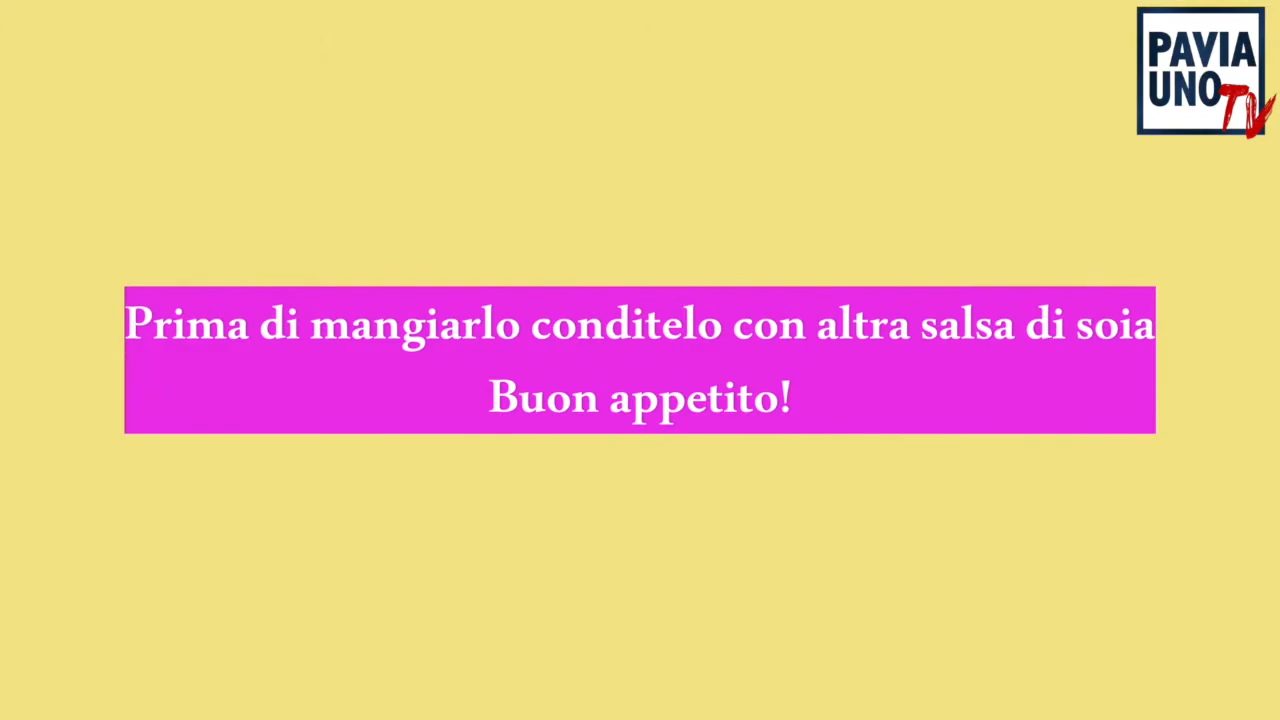 PAVIA
UNO TV
Prima di mangiarlo conditelo con altra salsa di soia
Buon appetito!